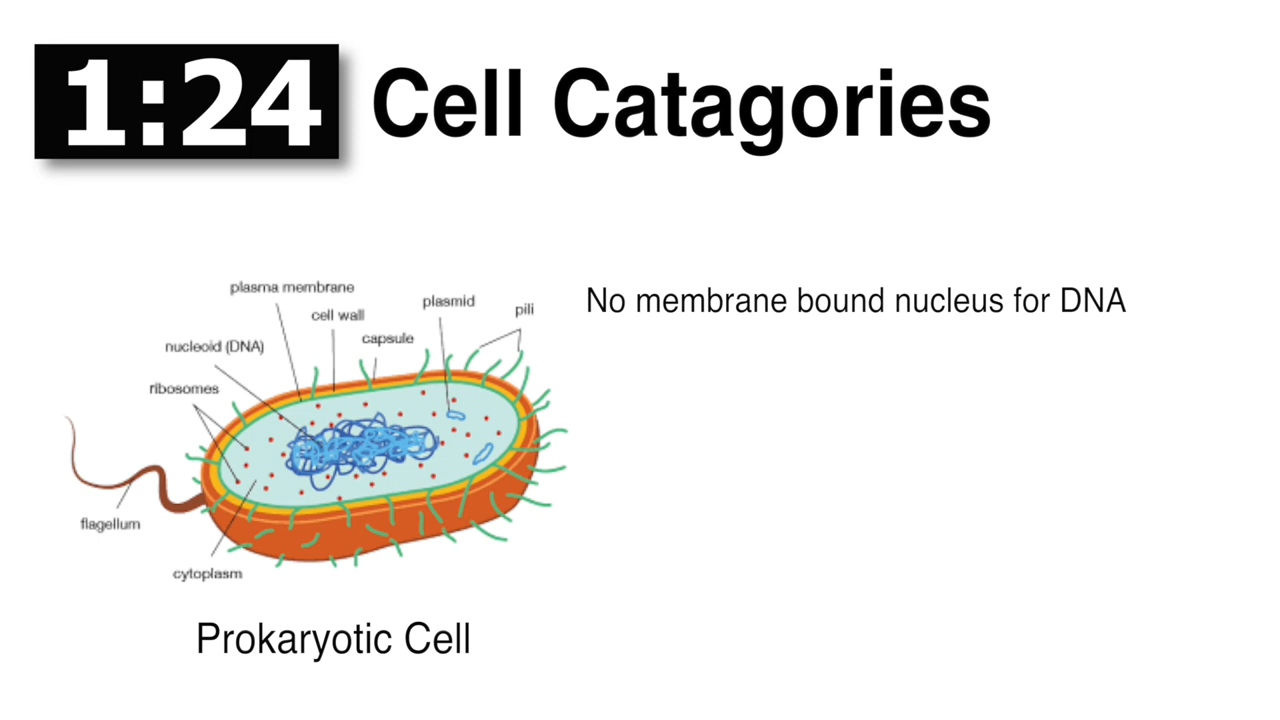 1:24 Cell Catagories
plasma membrane
plasmid
pili
cell wall
capsule
nucleoid (DNA)
ribosomes
flagellum
cytoplasm
No membrane bound nucleus for DNA
Prokaryotic Cell